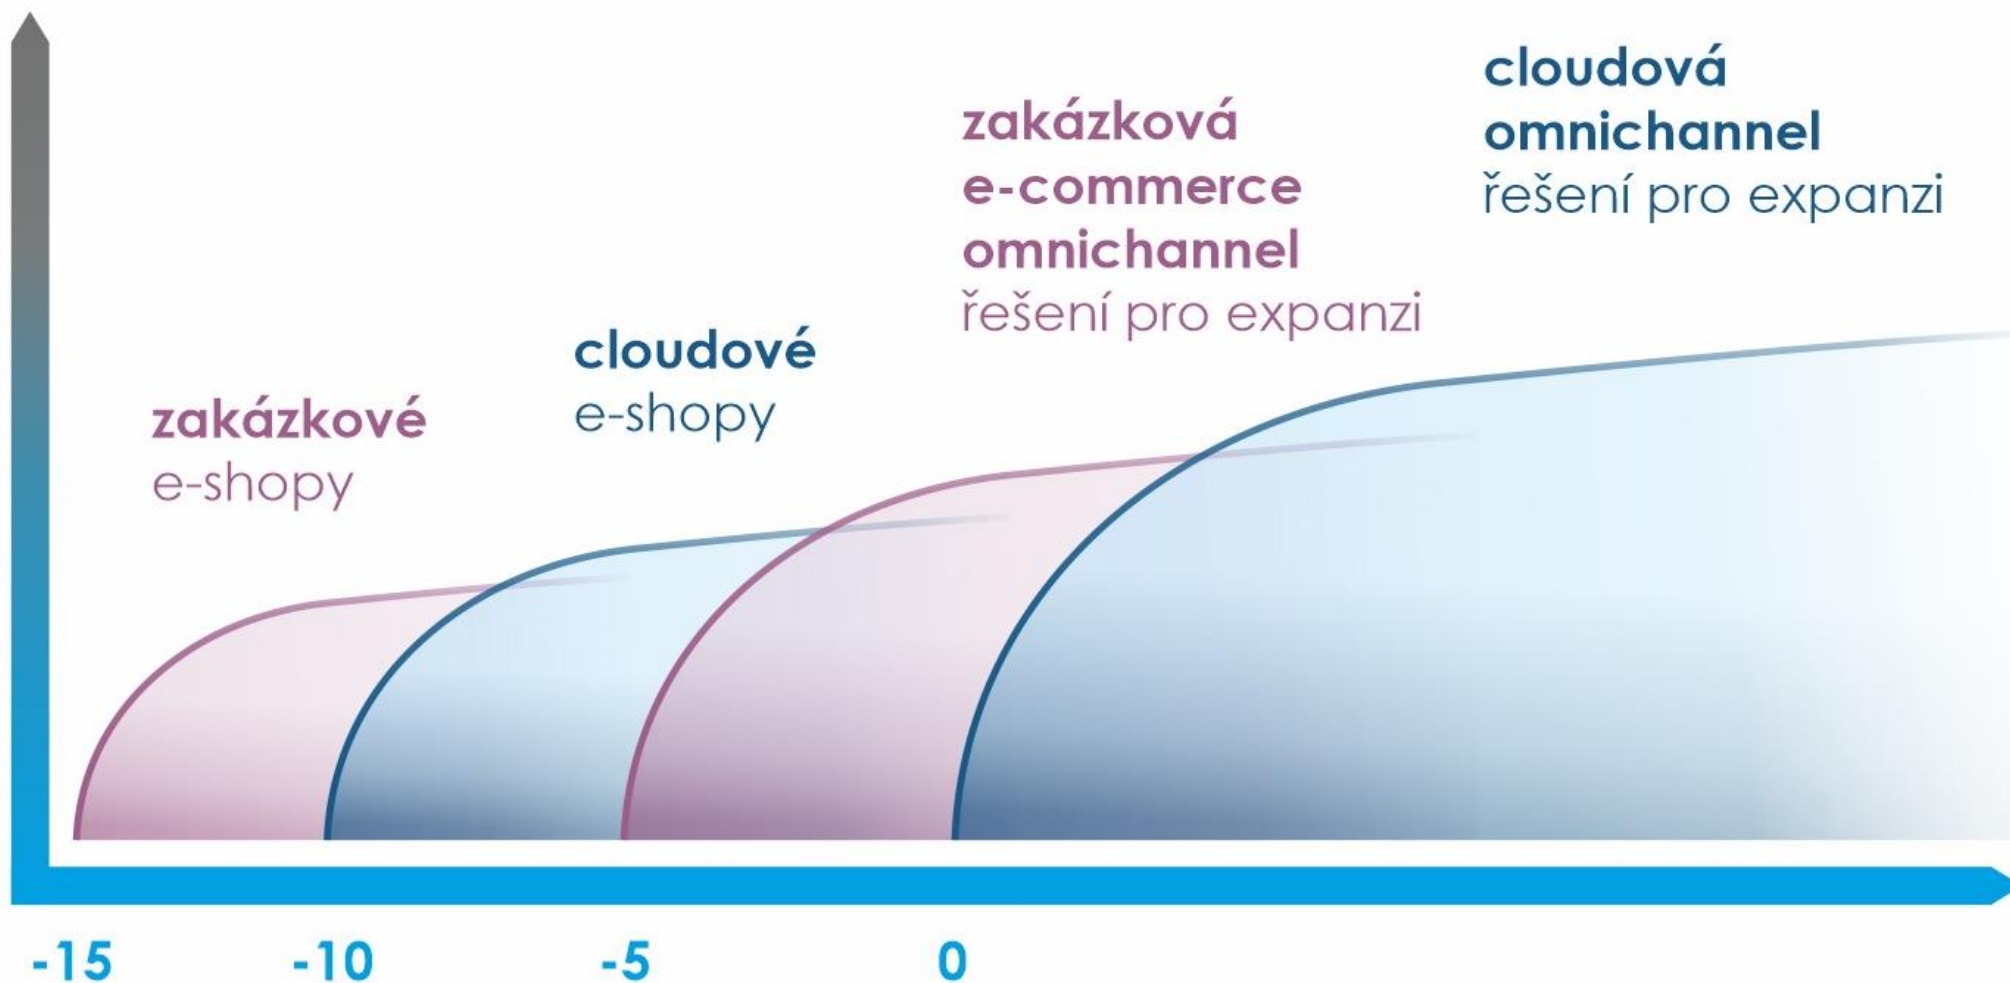 zakázkové
e-shopy
cloudové
e-shopy
zakázková
e-commerce
omnichannel
řešení pro expanzi
cloudová
omnichannel
řešení pro expanzi
-15
-10
-5
0